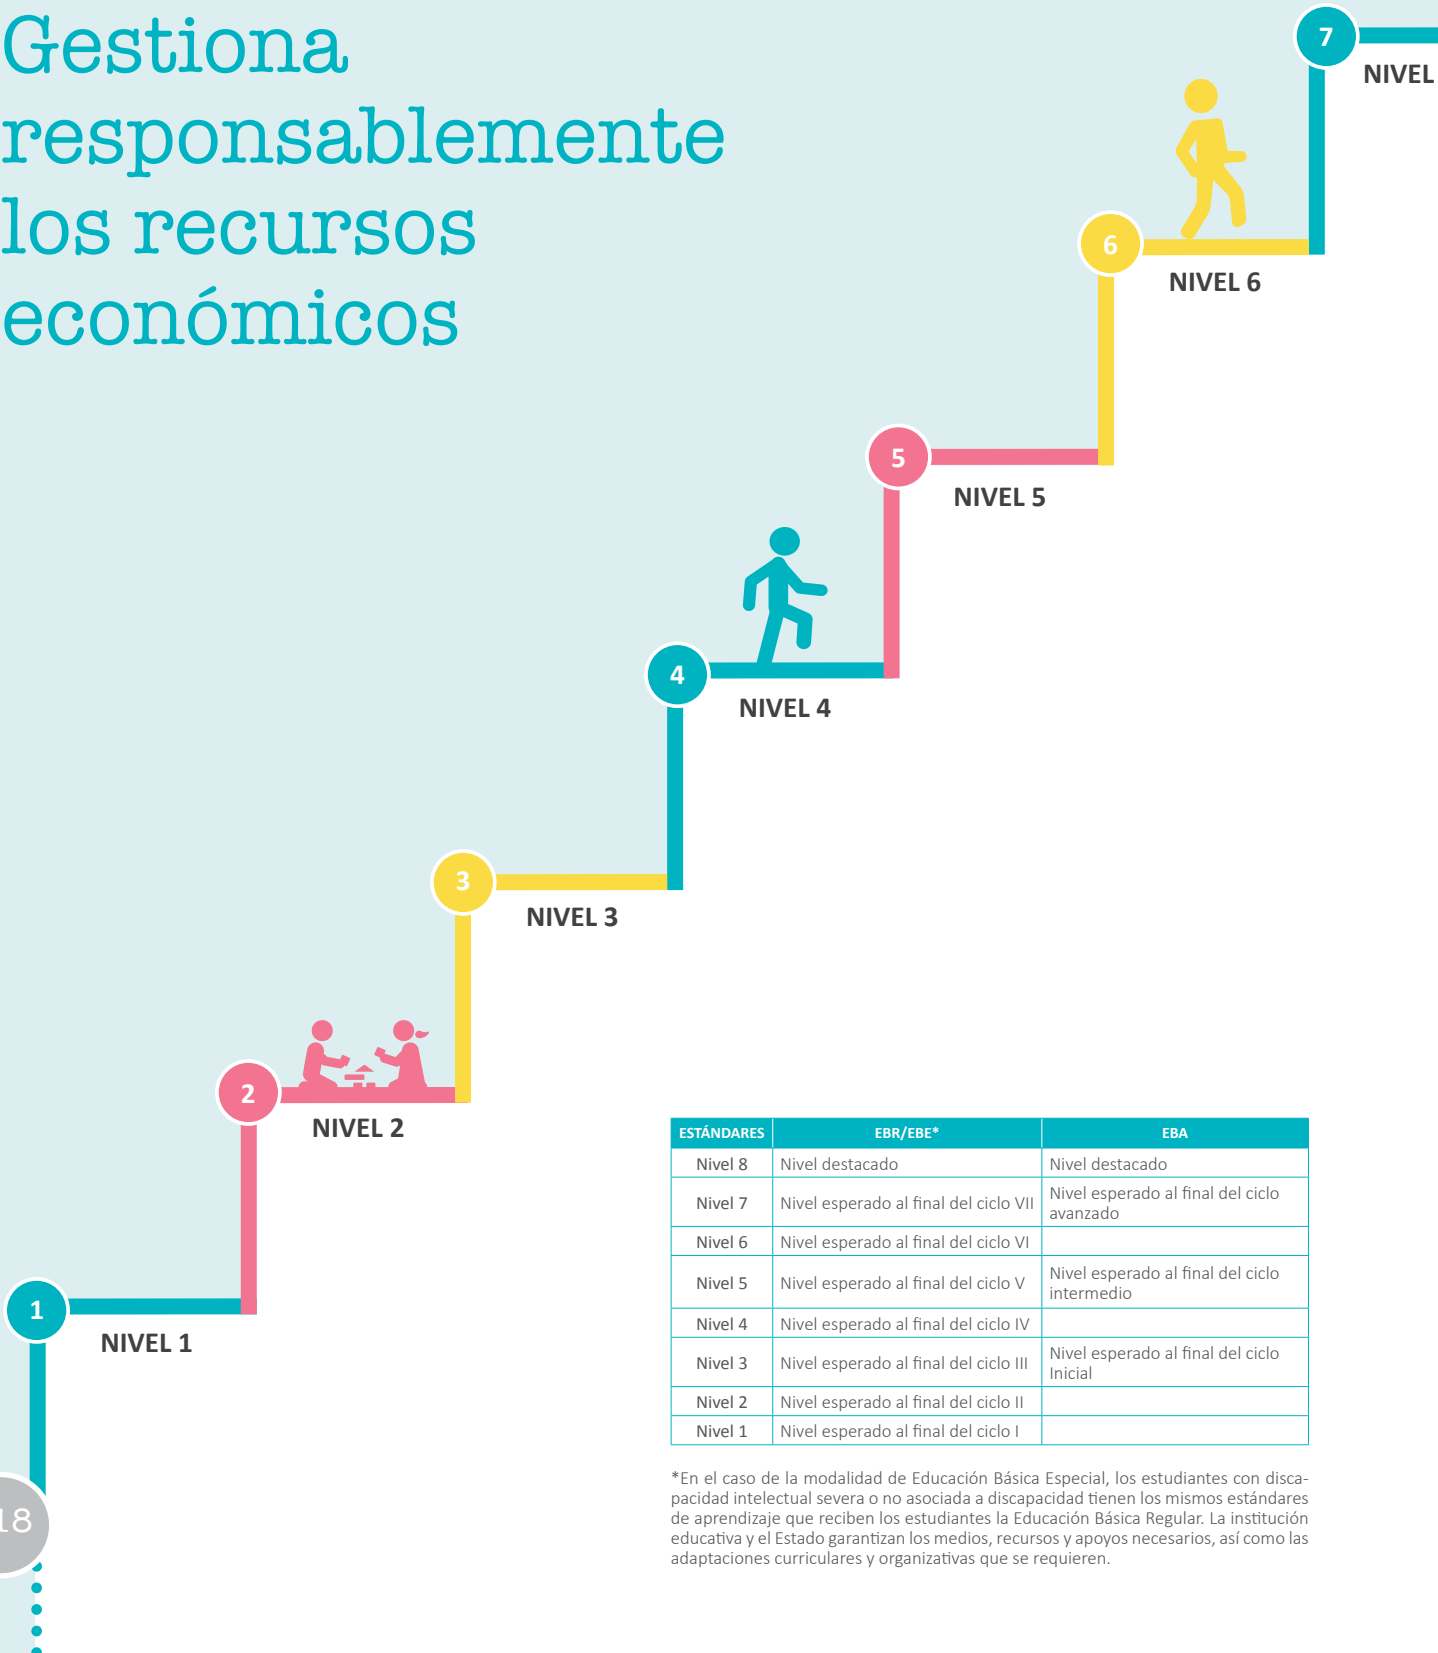 Gestiona
responsablemente
los recursos
económicos
7
NIVEL
6
NIVEL 6
5
NIVEL 5
4
NIVEL 4
3
NIVEL 3
2
NIVEL 2
1
NIVEL 1
ESTÁNDARES EBR/EBE* EBA
Nivel 8 Nivel destacado Nivel destacado
Nivel 7 Nivel esperado al final del ciclo VII Nivel esperado al final del ciclo
avanzado
Nivel 6 Nivel esperado al final del ciclo VI
Nivel 5 Nivel esperado al final del ciclo V Nivel esperado al final del ciclo
intermedio
Nivel 4 Nivel esperado al final del ciclo IV
Nivel 3 Nivel esperado al final del ciclo III Nivel esperado al final del ciclo
Inicial
Nivel 2 Nivel esperado al final del ciclo II
Nivel 1 Nivel esperado al final del ciclo I
*En el caso de la modalidad de Educación Básica Especial, los estudiantes con disca-
pacidad intelectual severa o no asociada a discapacidad tienen los mismos estándares
de aprendizaje que reciben los estudiantes la Educación Básica Regular. La institución
educativa y el Estado garantizan los medios, recursos y apoyos necesarios, así como las
adaptaciones curriculares y organizativas que se requieren.